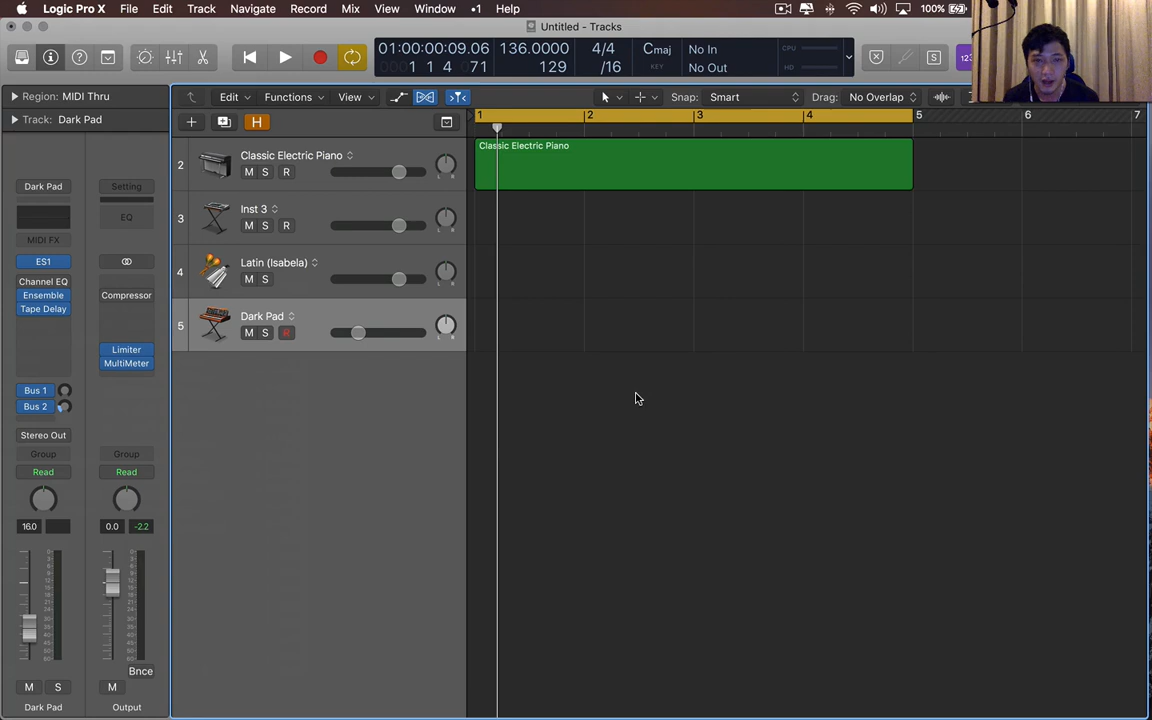 Logic Pro X File Edit Track Navigate Record Mix View Window 1 Help 100%
Untitled - Tracks
01:00:00:09.06 136.0000 4/4 Cmaj No In CPU
1 1 4 071 129 /16 KEY No Out HD
S 123
Region: MIDI Thru
Track: Dark Pad
Edit Functions View Snap: Smart Drag: No Overlap
1 2 3 4 5 6 7
H
2 Classic Electric Piano
M S R
L R
Classic Electric Piano
3 Inst 3
M S R
L R
4 Latin (Isabela)
M S
L R
5 Dark Pad
M S R
L R
Dark Pad Setting
EQ
MIDI FX
ES1
Channel EQ
Ensemble Compressor
Tape Delay
Limiter
MultiMeter
Bus 1
Bus 2
Stereo Out
Group Group
Read Read
16.0 0.0 -2.2
Bnce
M S M
Dark Pad Output